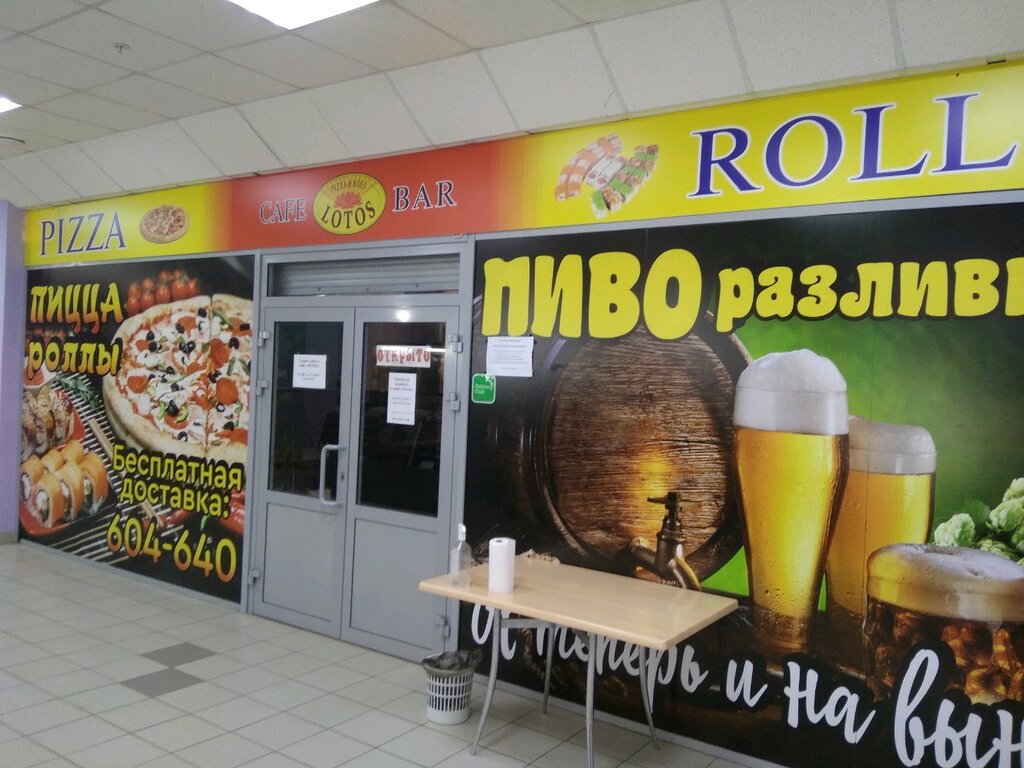 PIZZA
CAFE
PIZZA & ROLL
LOTOS
BAR
ROLL
ПИЦЦА
РОЛЛЫ
Бесплатная
доставка:
604-640
ОТКРЫТО
ПИВО разливн
теперь и на вын